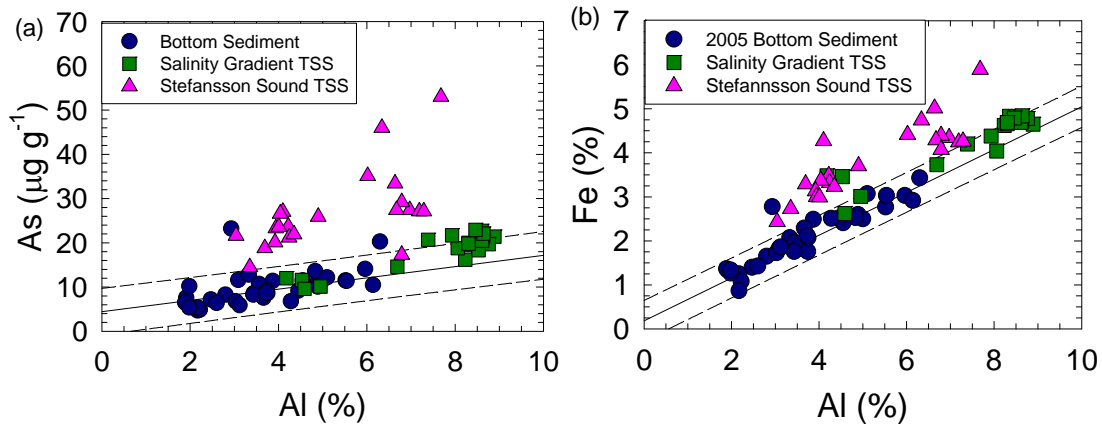 (a)
Bottom Sediment
Salinity Gradient TSS
Stefansson Sound TSS
As (µg g⁻¹)
70
60
50
40
30
20
10
0
0 2 4 6 8 10
Al (%)
(b)
2005 Bottom Sediment
Salinity Gradient TSS
Stefannsson Sound TSS
Fe (%)
7
6
5
4
3
2
1
0
0 2 4 6 8 10
Al (%)